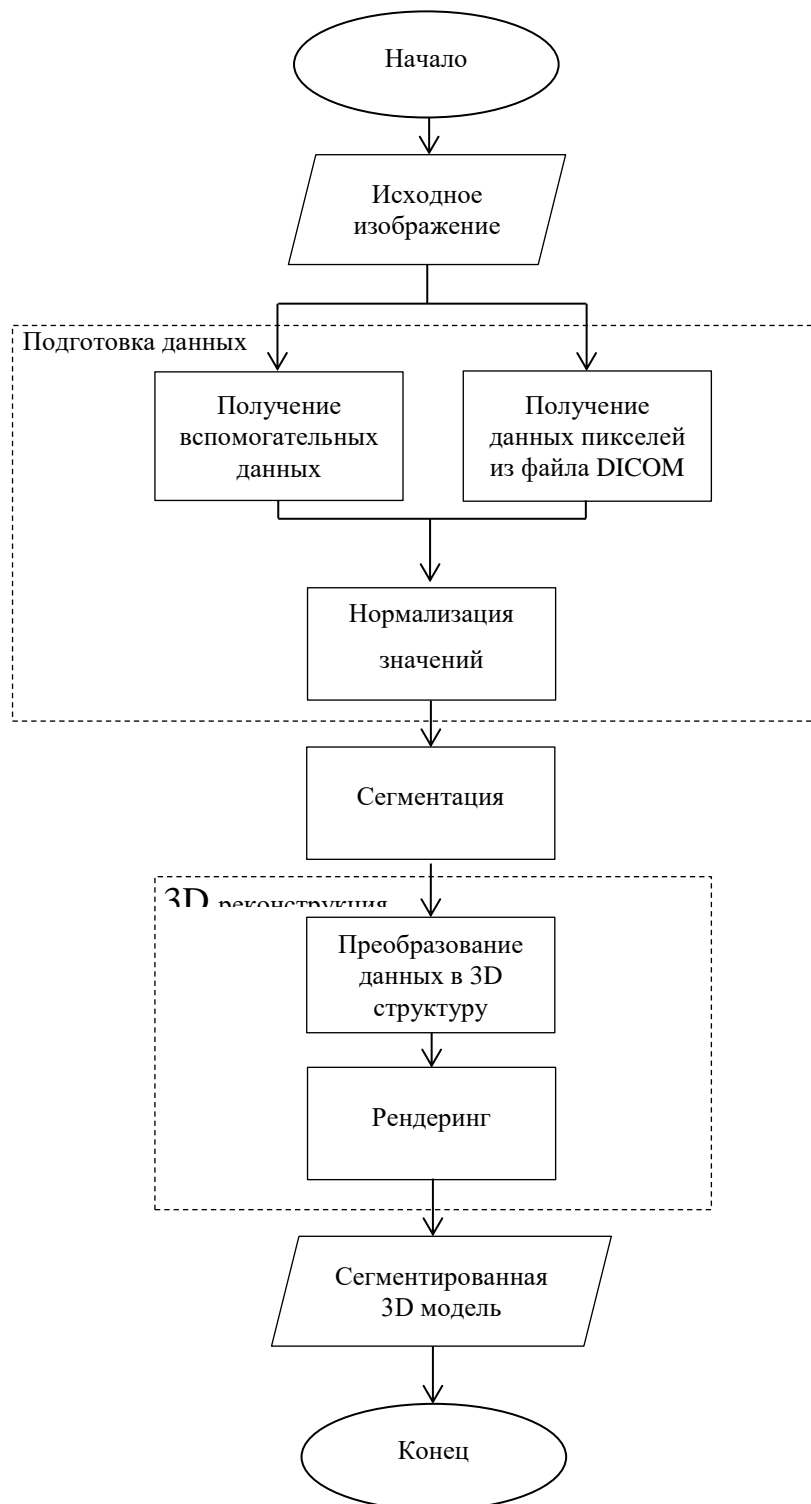 Начало
Исходное
изображение
Подготовка данных
Получение
вспомогательных
данных
Получение
данных пикселей
из файла DICOM
Нормализация
значений
Сегментация
3D реконструкция
Преобразование
данных в 3D
структуру
Рендеринг
Сегментированная
3D модель
Конец